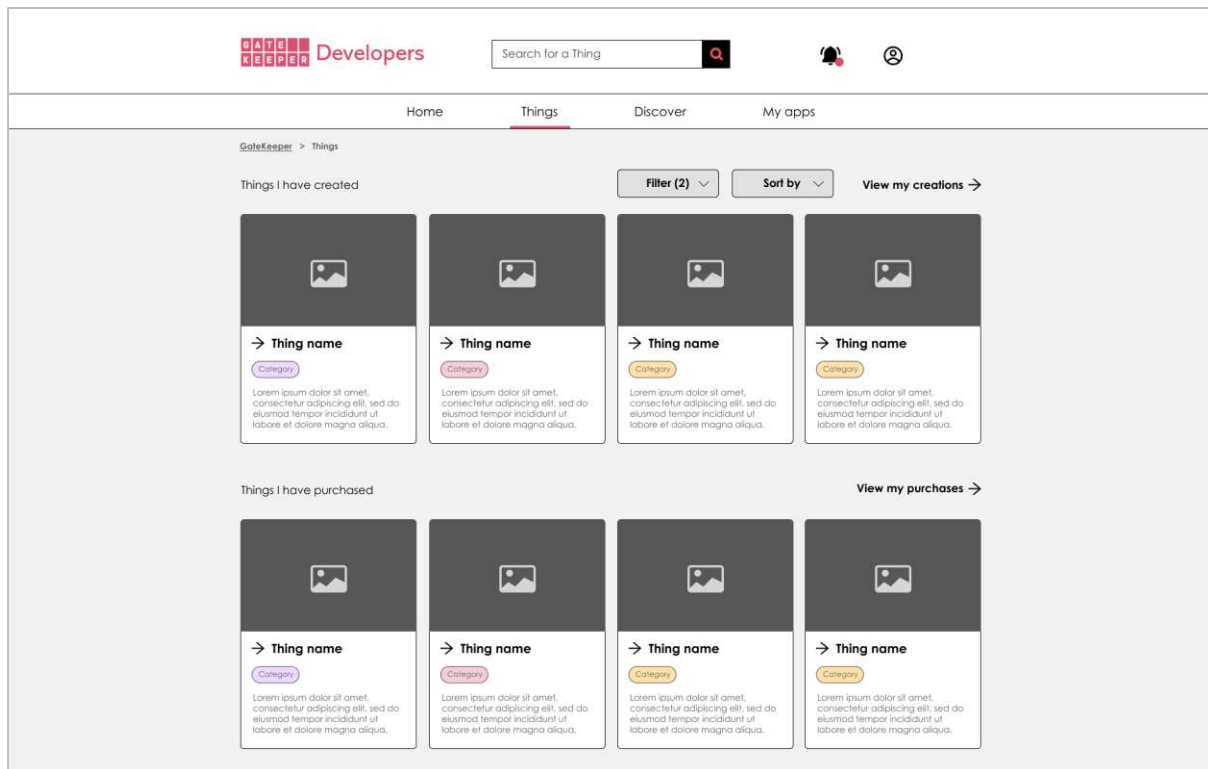 GATE
KEEPER
Developers
Search for a Thing
Home Things Discover My apps
GateKeeper > Things
Things I have created
Filter (2) Sort by View my creations
Thing name
Category
Lorem ipsum dolor sit amet,
consectetur adipiscing elit, sed do
eiusmod tempor incididunt ut
labore et dolore magna aliqua.
Thing name
Category
Lorem ipsum dolor sit amet,
consectetur adipiscing elit, sed do
eiusmod tempor incididunt ut
labore et dolore magna aliqua.
Thing name
Category
Lorem ipsum dolor sit amet,
consectetur adipiscing elit, sed do
eiusmod tempor incididunt ut
labore et dolore magna aliqua.
Thing name
Category
Lorem ipsum dolor sit amet,
consectetur adipiscing elit, sed do
eiusmod tempor incididunt ut
labore et dolore magna aliqua.
Things I have purchased
View my purchases
Thing name
Category
Lorem ipsum dolor sit amet,
consectetur adipiscing elit, sed do
eiusmod tempor incididunt ut
labore et dolore magna aliqua.
Thing name
Category
Lorem ipsum dolor sit amet,
consectetur adipiscing elit, sed do
eiusmod tempor incididunt ut
labore et dolore magna aliqua.
Thing name
Category
Lorem ipsum dolor sit amet,
consectetur adipiscing elit, sed do
eiusmod tempor incididunt ut
labore et dolore magna aliqua.
Thing name
Category
Lorem ipsum dolor sit amet,
consectetur adipiscing elit, sed do
eiusmod tempor incididunt ut
labore et dolore magna aliqua.